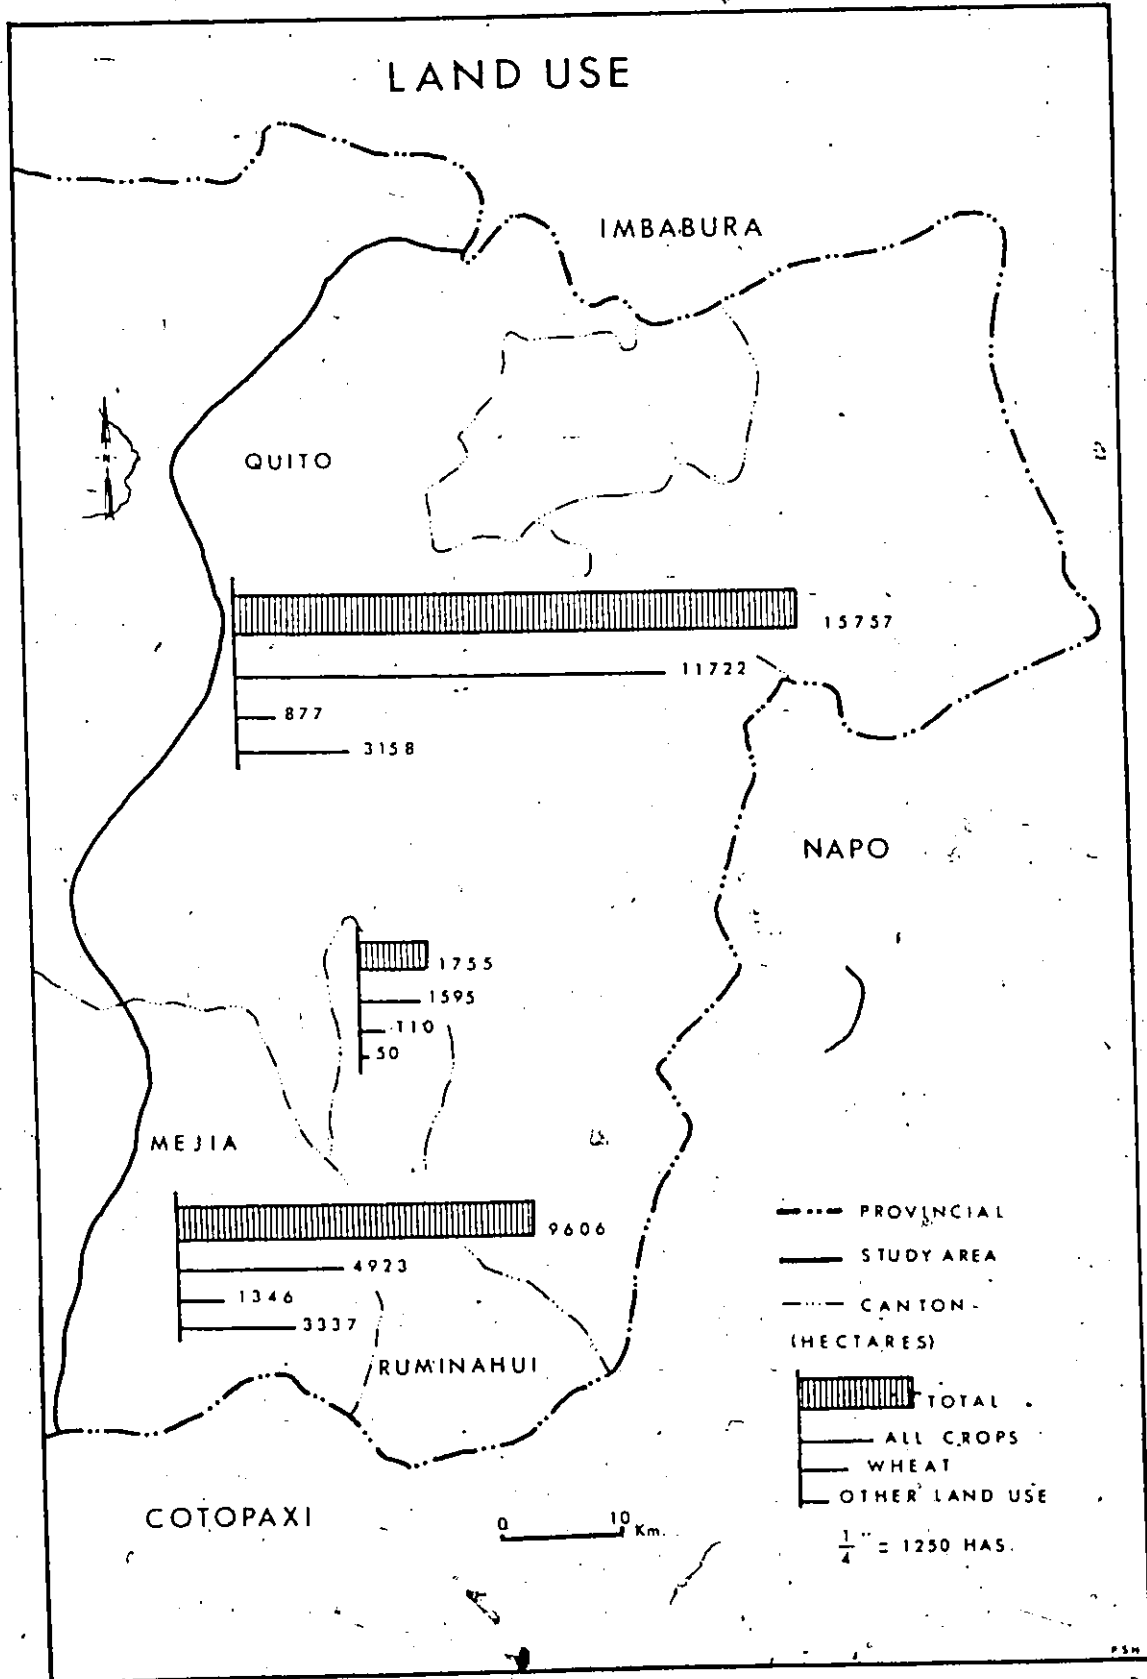 LAND USE
IMBABURA
N
QUITO
15757
11722
877
3158
NAPO
1755
1595
110
50
MEJIA
PROVINCIAL
9606
STUDY AREA
4923
1346
CANTON
3337
(HECTARES)
RUMINAHUI
TOTAL
ALL CROPS
WHEAT
OTHER LAND USE
COTOPAXI
0 10 Km.
1/4" = 1250 HAS.